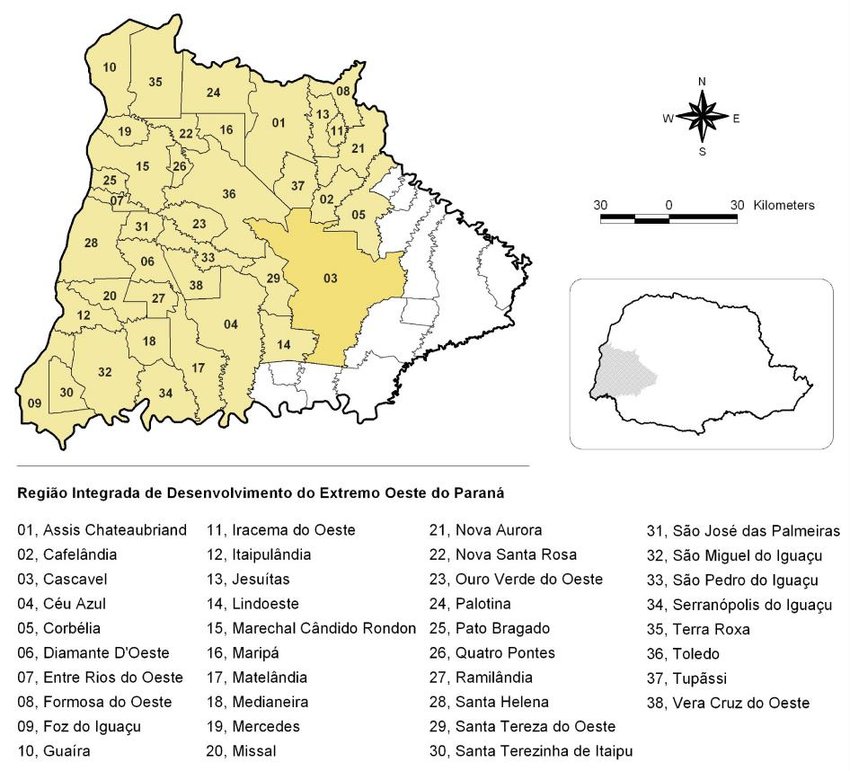 10
35
24
08
01
13
11
19
22
16
21
15
26
25
36
37
02
07
05
31
23
28
33
06
03
29
38
20
27
12
04
18
14
17
32
30
34
09
N
W E
S
30 0 30 Kilometers
Região Integrada de Desenvolvimento do Extremo Oeste do Paraná
01, Assis Chateaubriand
02, Cafelândia
03, Cascavel
04, Céu Azul
05, Corbélia
06, Diamante D'Oeste
07, Entre Rios do Oeste
08, Formosa do Oeste
09, Foz do Iguaçu
10, Guaíra
11, Iracema do Oeste
12, Itaipulândia
13, Jesuítas
14, Lindoeste
15, Marechal Cândido Rondon
16, Maripá
17, Matelândia
18, Medianeira
19, Mercedes
20, Missal
21, Nova Aurora
22, Nova Santa Rosa
23, Ouro Verde do Oeste
24, Palotina
25, Pato Bragado
26, Quatro Pontes
27, Ramilândia
28, Santa Helena
29, Santa Tereza do Oeste
30, Santa Terezinha de Itaipu
31, São José das Palmeiras
32, São Miguel do Iguaçu
33, São Pedro do Iguaçu
34, Serranópolis do Iguaçu
35, Terra Roxa
36, Toledo
37, Tupãssi
38, Vera Cruz do Oeste